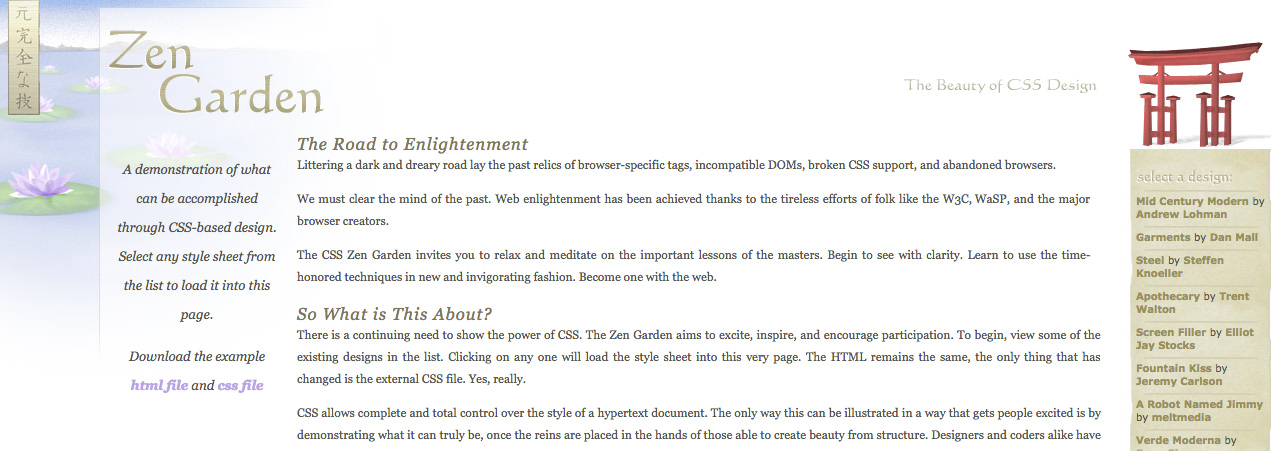 元完全な技
Zen
Garden
The Beauty of CSS Design
A demonstration of what
can be accomplished
through CSS-based design.
Select any style sheet from
the list to load it into this
page.
Download the example
html file and css file
The Road to Enlightenment
Littering a dark and dreary road lay the past relics of browser-specific tags, incompatible DOMs, broken CSS support, and abandoned browsers.
We must clear the mind of the past. Web enlightenment has been achieved thanks to the tireless efforts of folk like the W3C, WaSP, and the major
browser creators.
The CSS Zen Garden invites you to relax and meditate on the important lessons of the masters. Begin to see with clarity. Learn to use the time-
honored techniques in new and invigorating fashion. Become one with the web.
So What is This About?
There is a continuing need to show the power of CSS. The Zen Garden aims to excite, inspire, and encourage participation. To begin, view some of the
existing designs in the list. Clicking on any one will load the style sheet into this very page. The HTML remains the same, the only thing that has
changed is the external CSS file. Yes, really.
CSS allows complete and total control over the style of a hypertext document. The only way this can be illustrated in a way that gets people excited is by
demonstrating what it can truly be, once the reins are placed in the hands of those able to create beauty from structure. Designers and coders alike have
select a design:
Mid Century Modern by
Andrew Lohman
Garments by Dan Mall
Steel by Steffen
Knoeller
Apothecary by Trent
Walton
Screen Filler by Elliot
Jay Stocks
Fountain Kiss by
Jeremy Carlson
A Robot Named Jimmy
by meltmedia
Verde Moderna by